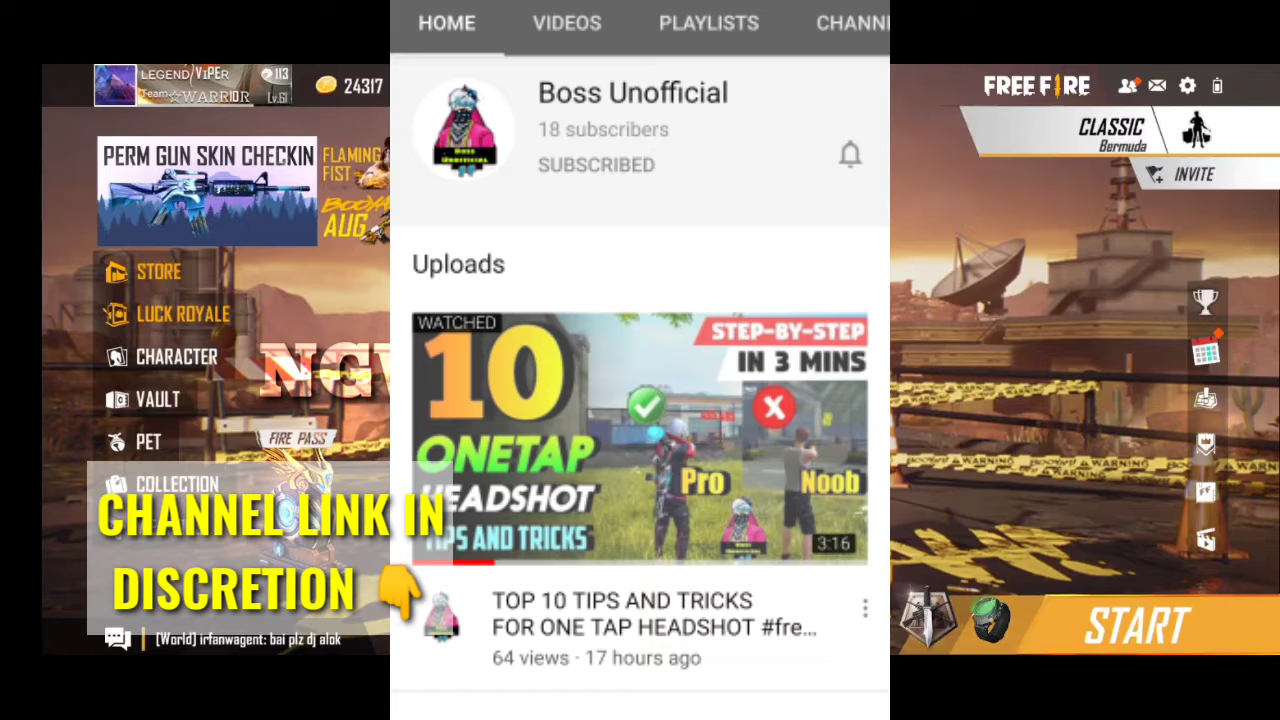 LEGEND/V1PEr
Team☆WARRIOR
113
Lv.61
24317
PERM GUN SKIN CHECKIN
FLAMING
FIST
AUG
STORE
LUCK ROYALE
CHARACTER
VAULT
PET
COLLECTION
NGV
FIRE PASS
CHANNEL LINK IN
DISCRETION 👇
[World] irfanwagent: bai plz dj alok
HOME VIDEOS PLAYLISTS CHANN
Boss Unofficial
18 subscribers
SUBSCRIBED
Uploads
WATCHED
10
ONETAP
HEADSHOT
TIPS AND TRICKS
STEP-BY-STEP
IN 3 MINS
Pro
Noob
3:16
TOP 10 TIPS AND TRICKS
FOR ONE TAP HEADSHOT #fre...
64 views · 17 hours ago
FREE FIRE
CLASSIC
Bermuda
INVITE
START